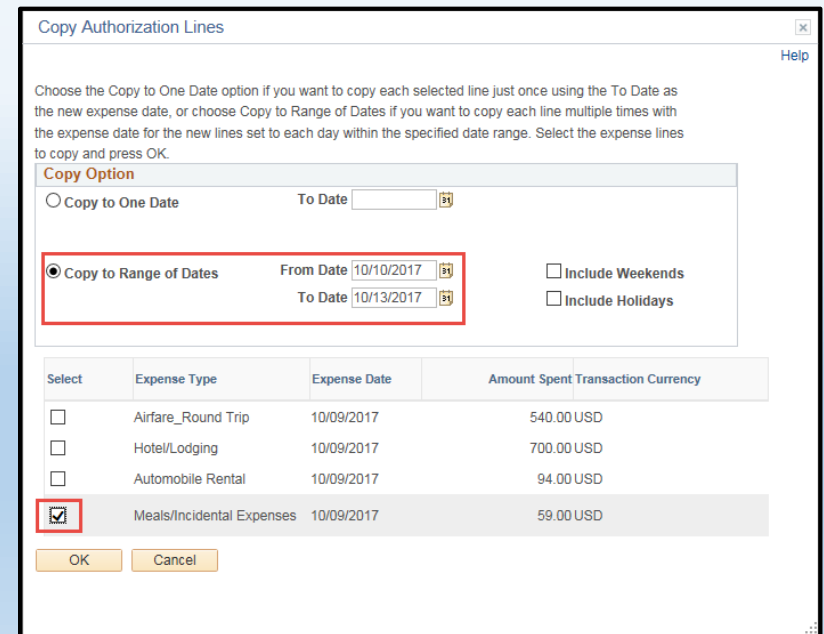 Copy Authorization Lines
Help
Choose the Copy to One Date option if you want to copy each selected line just once using the To Date as
the new expense date, or choose Copy to Range of Dates if you want to copy each line multiple times with
the expense date for the new lines set to each day within the specified date range. Select the expense lines
to copy and press OK.
Copy Option
Copy to One Date To Date
Copy to Range of Dates From Date 10/10/2017 Include Weekends
To Date 10/13/2017 Include Holidays
Select Expense Type Expense Date Amount Spent Transaction Currency
Airfare_Round Trip 10/09/2017 540.00 USD
Hotel/Lodging 10/09/2017 700.00 USD
Automobile Rental 10/09/2017 94.00 USD
Meals/Incidental Expenses 10/09/2017 59.00 USD
OK Cancel